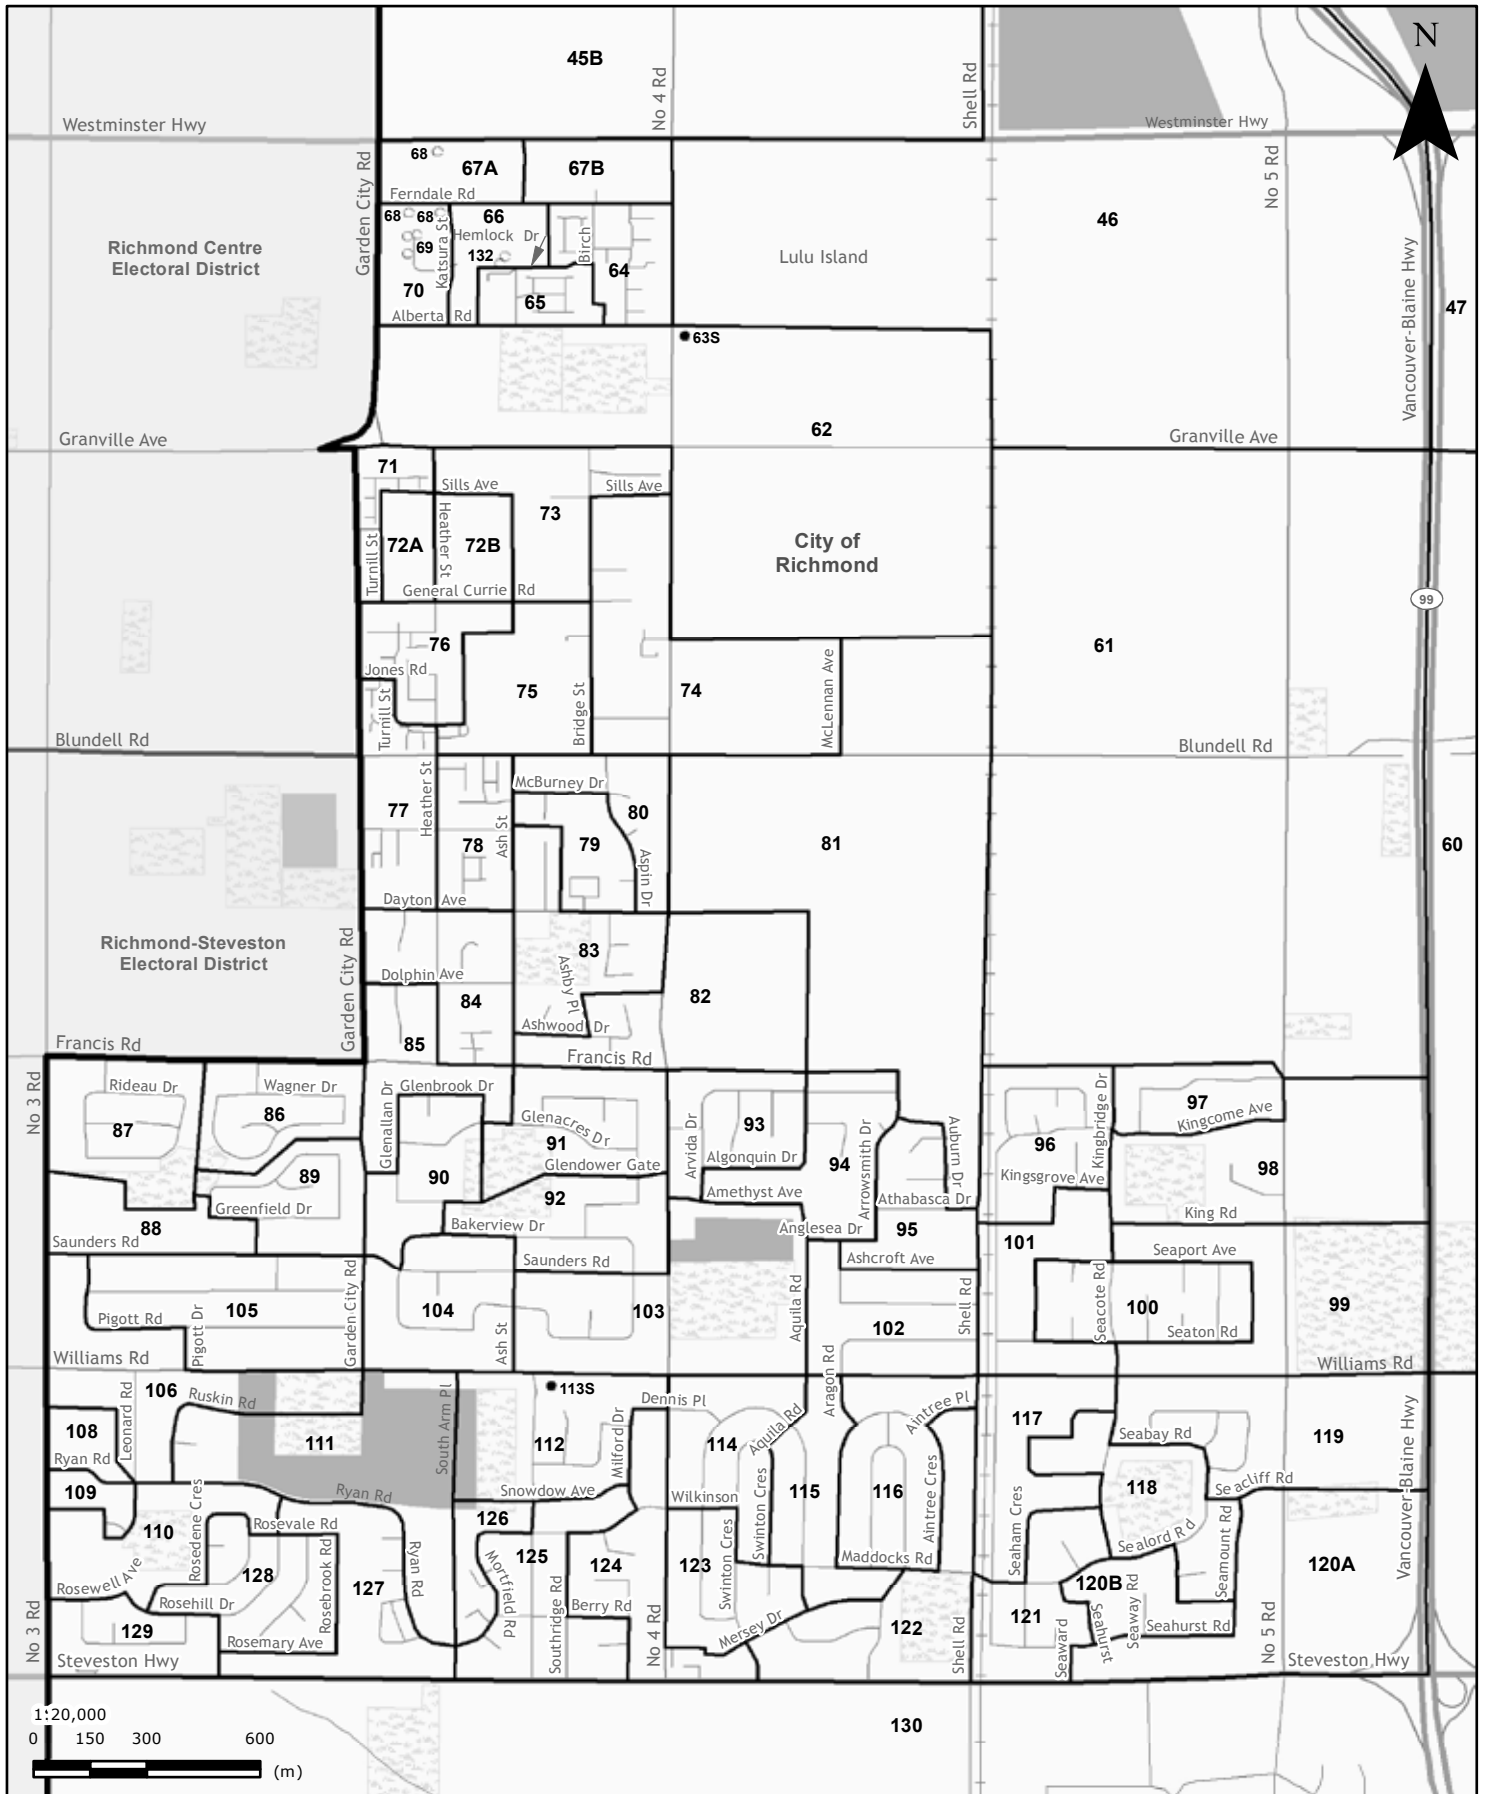 N
45B
No 4 Rd
Shell Rd
Westminster Hwy
Westminster Hwy
68
67A
67B
Garden City Rd
No 5 Rd
Ferndale Rd
68
68
66
46
Katsura St
Hemlock Dr
Birch
Richmond Centre
Electoral District
69
132
64
Lulu Island
70
65
47
Vancouver-Blaine Hwy
Alberta Rd
63S
62
Granville Ave
Granville Ave
71
Sills Ave
Sills Ave
73
72A
Heather St
72B
City of
Richmond
Turnill St
General Currie Rd
99
76
61
Jones Rd
75
74
Turnill St
Bridge St
McLennan Ave
Blundell Rd
Blundell Rd
McBurney Dr
77
Heather St
80
78
Ash St
79
81
60
Aspin Dr
Dayton Ave
Richmond-Steveston
Electoral District
83
Garden City Rd
Dolphin Ave
Ashby Pl
84
82
Ashwood Dr
85
Francis Rd
Francis Rd
No 3 Rd
Rideau Dr
Wagner Dr
Glenbrook Dr
87
86
Glenallan Dr
Glenacres Dr
91
Arvida Dr
93
Arrowsmith Dr
Auburn Dr
96
Kingbridge Dr
97
Kingcome Ave
Algonquin Dr
94
89
90
Glendower Gate
Kingsgrove Ave
98
92
Amethyst Ave
Athabasca Dr
Greenfield Dr
88
Bakerview Dr
Anglesea Dr
95
King Rd
Saunders Rd
Saunders Rd
Ashcroft Ave
101
Seaport Ave
105
104
103
Aquila Rd
Shell Rd
Seacote Rd
100
99
Pigott Rd
Pigott Dr
Garden City Rd
Ash St
102
Seaton Rd
Williams Rd
Williams Rd
106
Ruskin Rd
113S
Dennis Pl
Aragon Rd
Aintree Pl
Leonard Rd
South Arm Pl
108
111
112
Milford Dr
114
Aquila Rd
117
Seabay Rd
119
Vancouver-Blaine Hwy
Ryan Rd
109
Ryan Rd
Snowdow Ave
Wilkinson
115
116
118
Seacliff Rd
Rosedene Cres
110
Rosevale Rd
126
Swinton Cres
Swinton Cres
Aintree Cres
Seaham Cres
Sealord Rd
Seamount Rd
Rosewell Ave
128
Rosebrook Rd
127
Ryan Rd
Mortfield Rd
125
124
123
Maddocks Rd
120B
120A
Rosehill Dr
Southridge Rd
Berry Rd
Mersey Dr
122
121
Seaward
Seahurst
Seaway Rd
Seahurst Rd
129
Rosemary Ave
No 3 Rd
No 4 Rd
Shell Rd
No 5 Rd
Steveston Hwy
Steveston Hwy
130
1:20,000
0 150 300 600
(m)